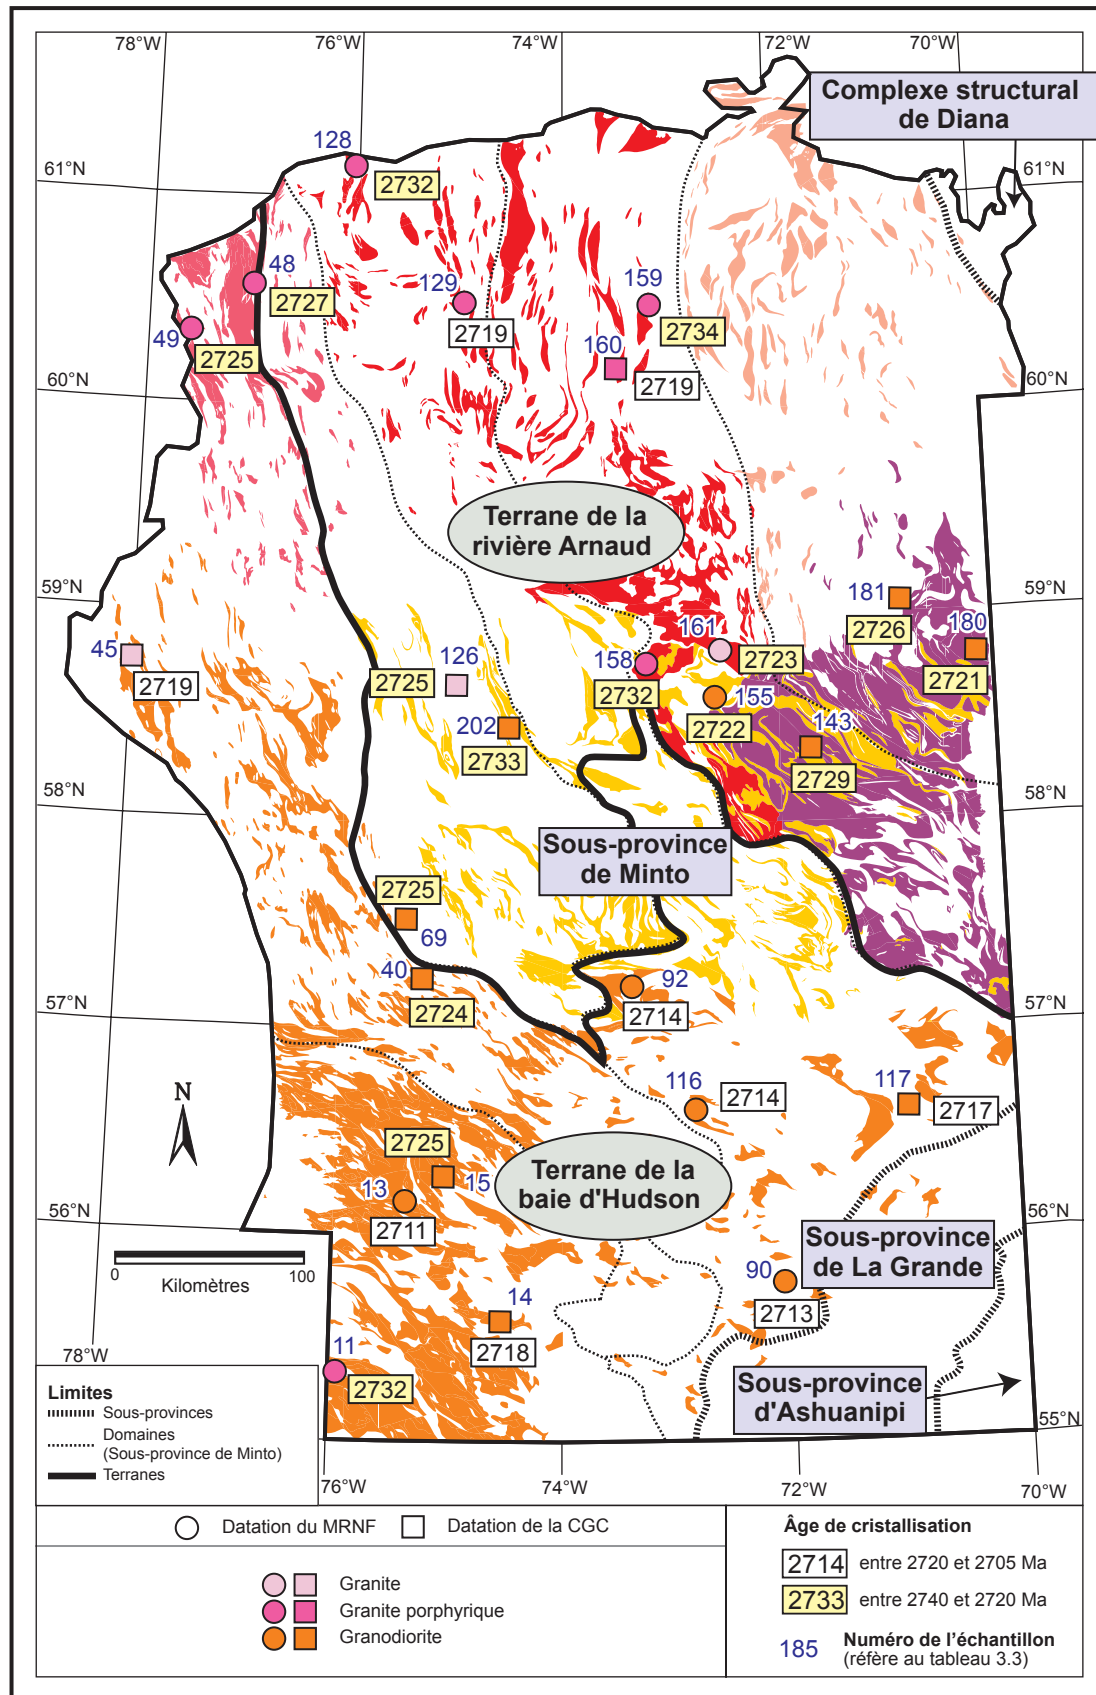 78°W
76°W
74°W
72°W
70°W
Complexe structural
de Diana
61°N
61°N
128
2732
48
2727
49
2725
129
2719
159
2734
160
2719
60°N
60°N
Terrane de la
rivière Arnaud
59°N
59°N
181
2726
180
2721
45
2719
126
2725
202
2733
161
2723
158
2732
155
2722
143
2729
58°N
58°N
Sous-province
de Minto
2725
69
40
2724
92
2714
57°N
57°N
N
116
2714
117
2717
2725
15
13
2711
Terrane de la
baie d'Hudson
56°N
56°N
Sous-province
de La Grande
0
100
Kilomètres
90
2713
14
2718
11
2732
78°W
Sous-province
d'Ashuanipi
55°N
Limites
Sous-provinces
Domaines
(Sous-province de Minto)
Terranes
76°W
74°W
72°W
70°W
Datation du MRNF
Datation de la CGC
Granite
Granite porphyrique
Granodiorite
Âge de cristallisation
2714 entre 2720 et 2705 Ma
2733 entre 2740 et 2720 Ma
185 Numéro de l'échantillon
(réfère au tableau 3.3)